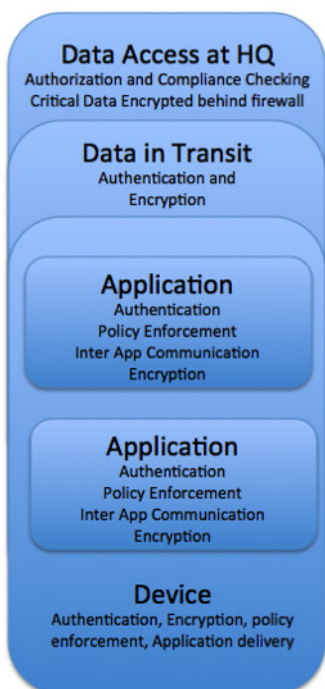 Data Access at HQ
Authorization and Compliance Checking
Critical Data Encrypted behind firewall
Data in Transit
Authentication and
Encryption
Application
Authentication
Policy Enforcement
Inter App Communication
Encryption
Application
Authentication
Policy Enforcement
Inter App Communication
Encryption
Device
Authentication, Encryption, policy
enforcement, Application delivery